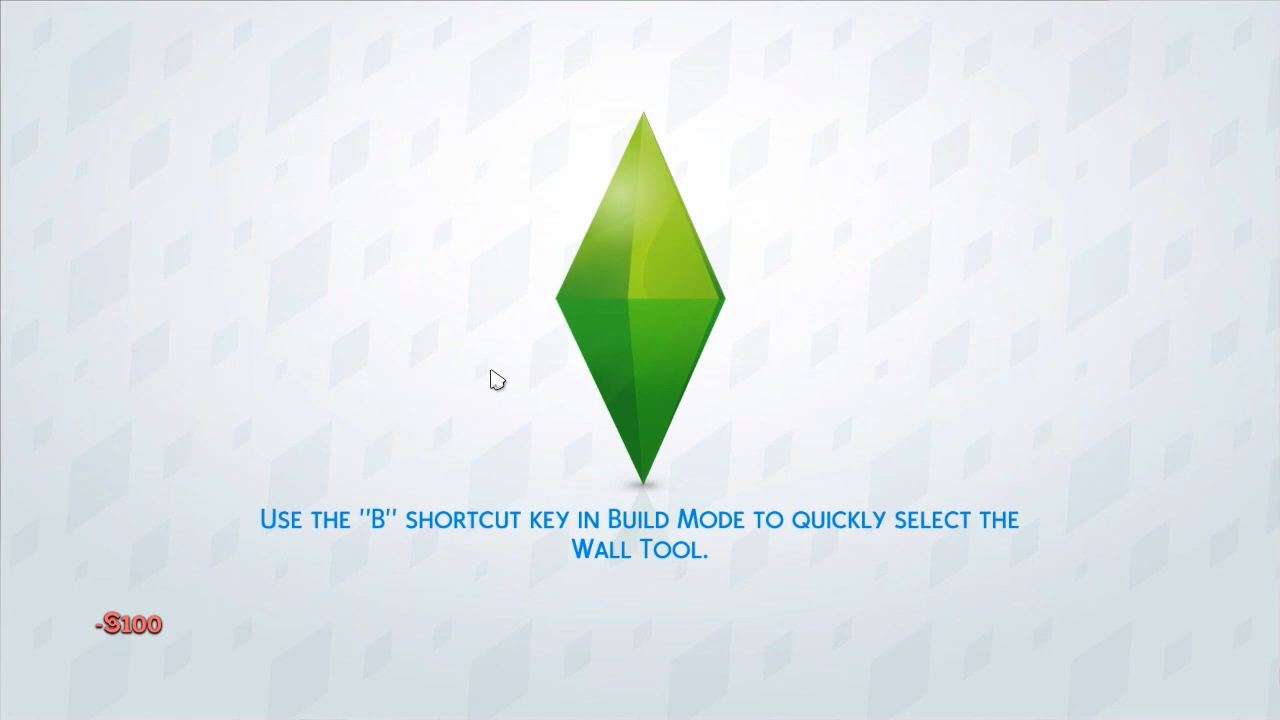 Use the "B" shortcut key in Build Mode to quickly select the
Wall Tool.
-§100